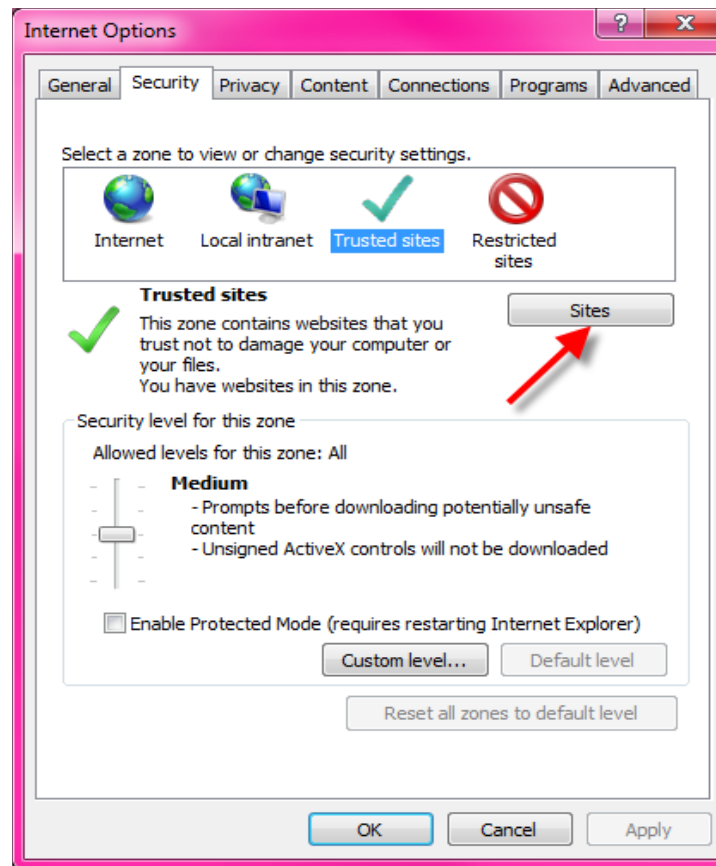 Internet Options
General Security Privacy Content Connections Programs Advanced
Select a zone to view or change security settings.
Internet Local intranet Trusted sites Restricted
sites
Trusted sites
Sites
This zone contains websites that you
trust not to damage your computer or
your files.
You have websites in this zone.
Security level for this zone
Allowed levels for this zone: All
Medium
- Prompts before downloading potentially unsafe
content
- Unsigned ActiveX controls will not be downloaded
Enable Protected Mode (requires restarting Internet Explorer)
Custom level... Default level
Reset all zones to default level
OK Cancel Apply